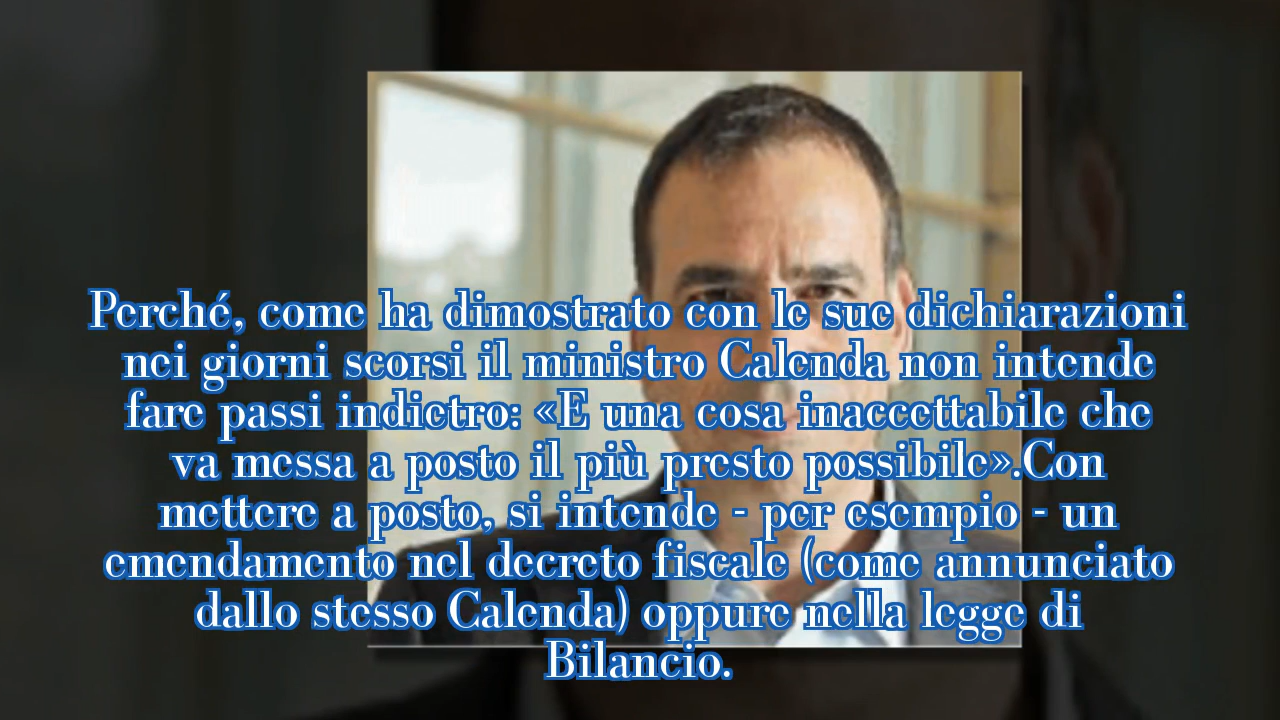 Perché, come ha dimostrato con le sue dichiarazioni
nei giorni scorsi il ministro Calenda non intende
fare passi indietro: «E una cosa inaccettabile che
va messa a posto il più presto possibile».Con
mettere a posto, si intende - per esempio - un
emendamento nel decreto fiscale (come annunciato
dallo stesso Calenda) oppure nella legge di
Bilancio.